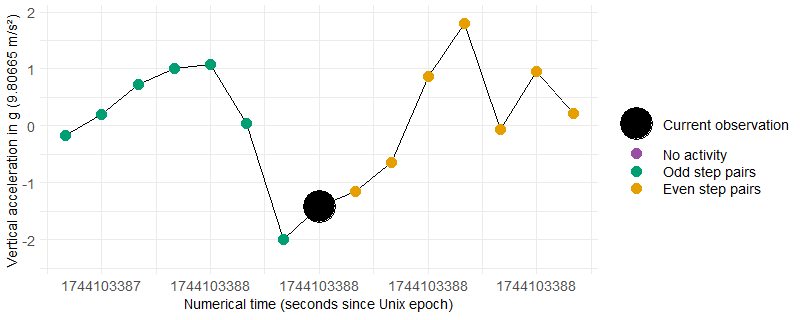 Vertical acceleration in g (9.80665 m/s²)
2
1
0
-1
-2
1744103387 1744103388 1744103388 1744103388 1744103388
Numerical time (seconds since Unix epoch)
Current observation
No activity
Odd step pairs
Even step pairs